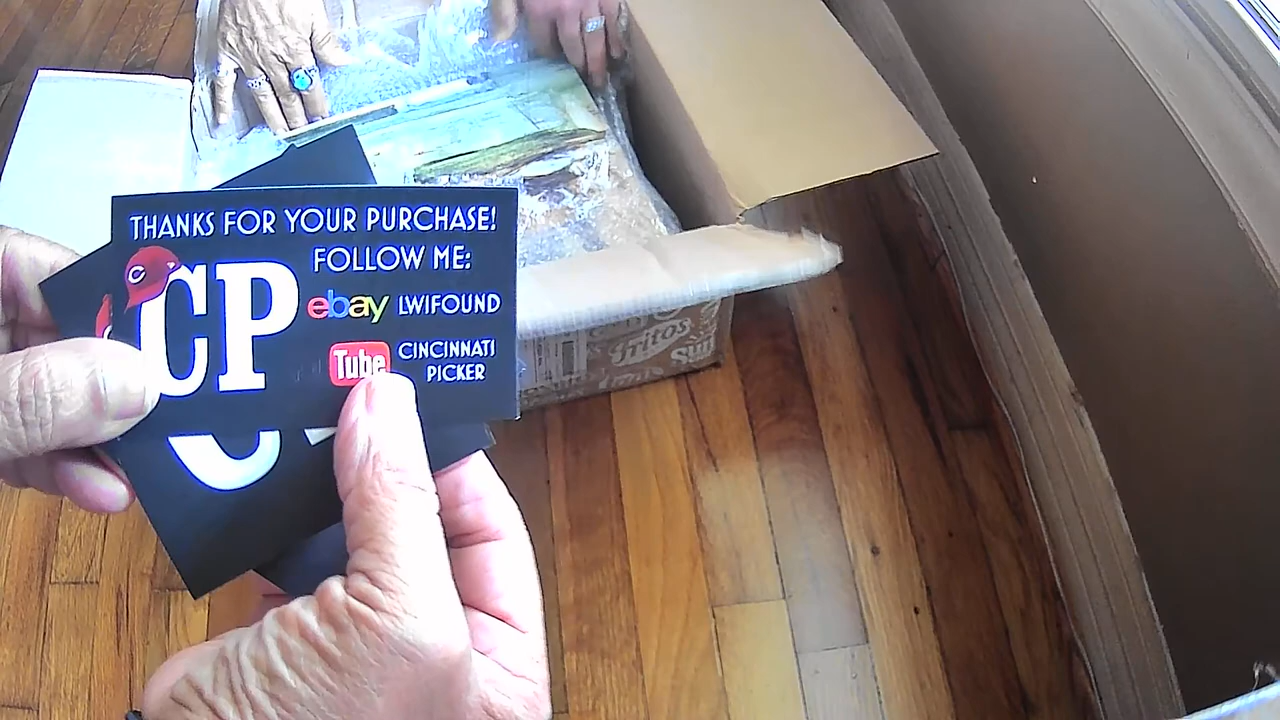 THANKS FOR YOUR PURCHASE!
FOLLOW ME:
C
CP
ebay LWIFOUND
Tube CINCINNATI
PICKER
fritos